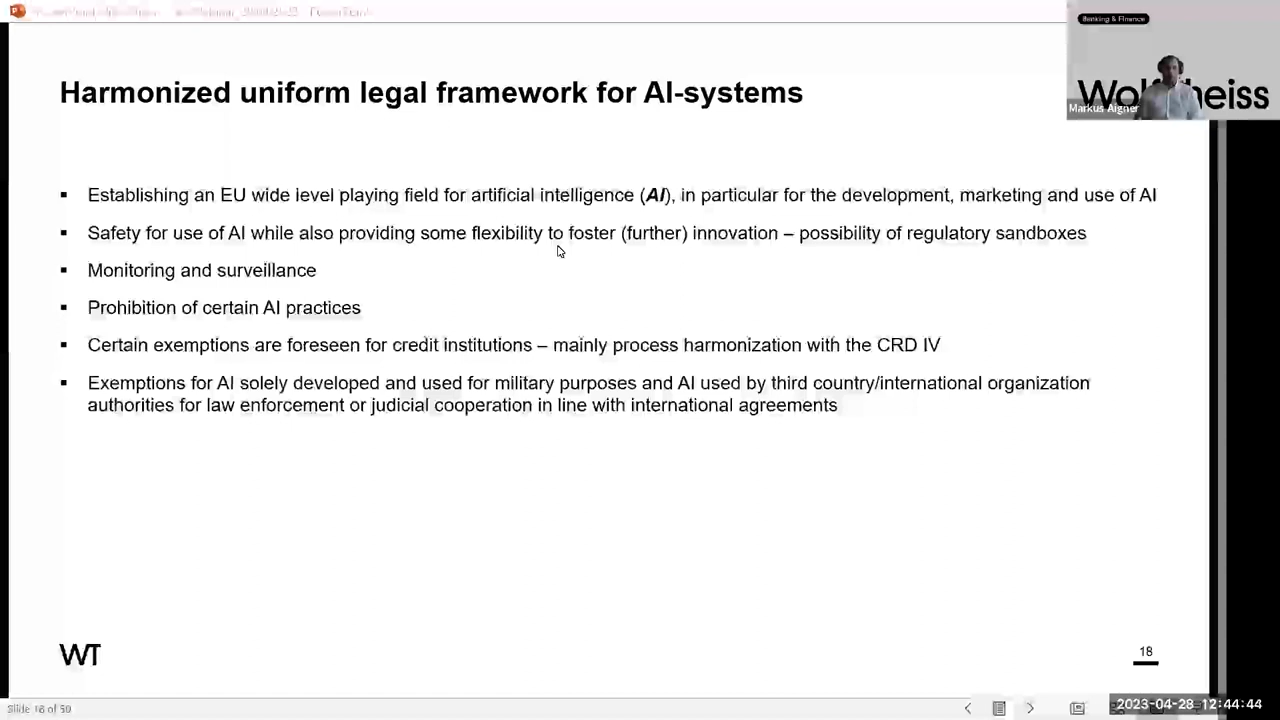 Banking & Finance
Markus Aigner
Harmonized uniform legal framework for AI-systems
▪ Establishing an EU wide level playing field for artificial intelligence (AI), in particular for the development, marketing and use of AI
▪ Safety for use of AI while also providing some flexibility to foster (further) innovation – possibility of regulatory sandboxes
▪ Monitoring and surveillance
▪ Prohibition of certain AI practices
▪ Certain exemptions are foreseen for credit institutions – mainly process harmonization with the CRD IV
▪ Exemptions for AI solely developed and used for military purposes and AI used by third country/international organization
authorities for law enforcement or judicial cooperation in line with international agreements
WT
18
Slide 18 of
2023-04-28 12:44:44